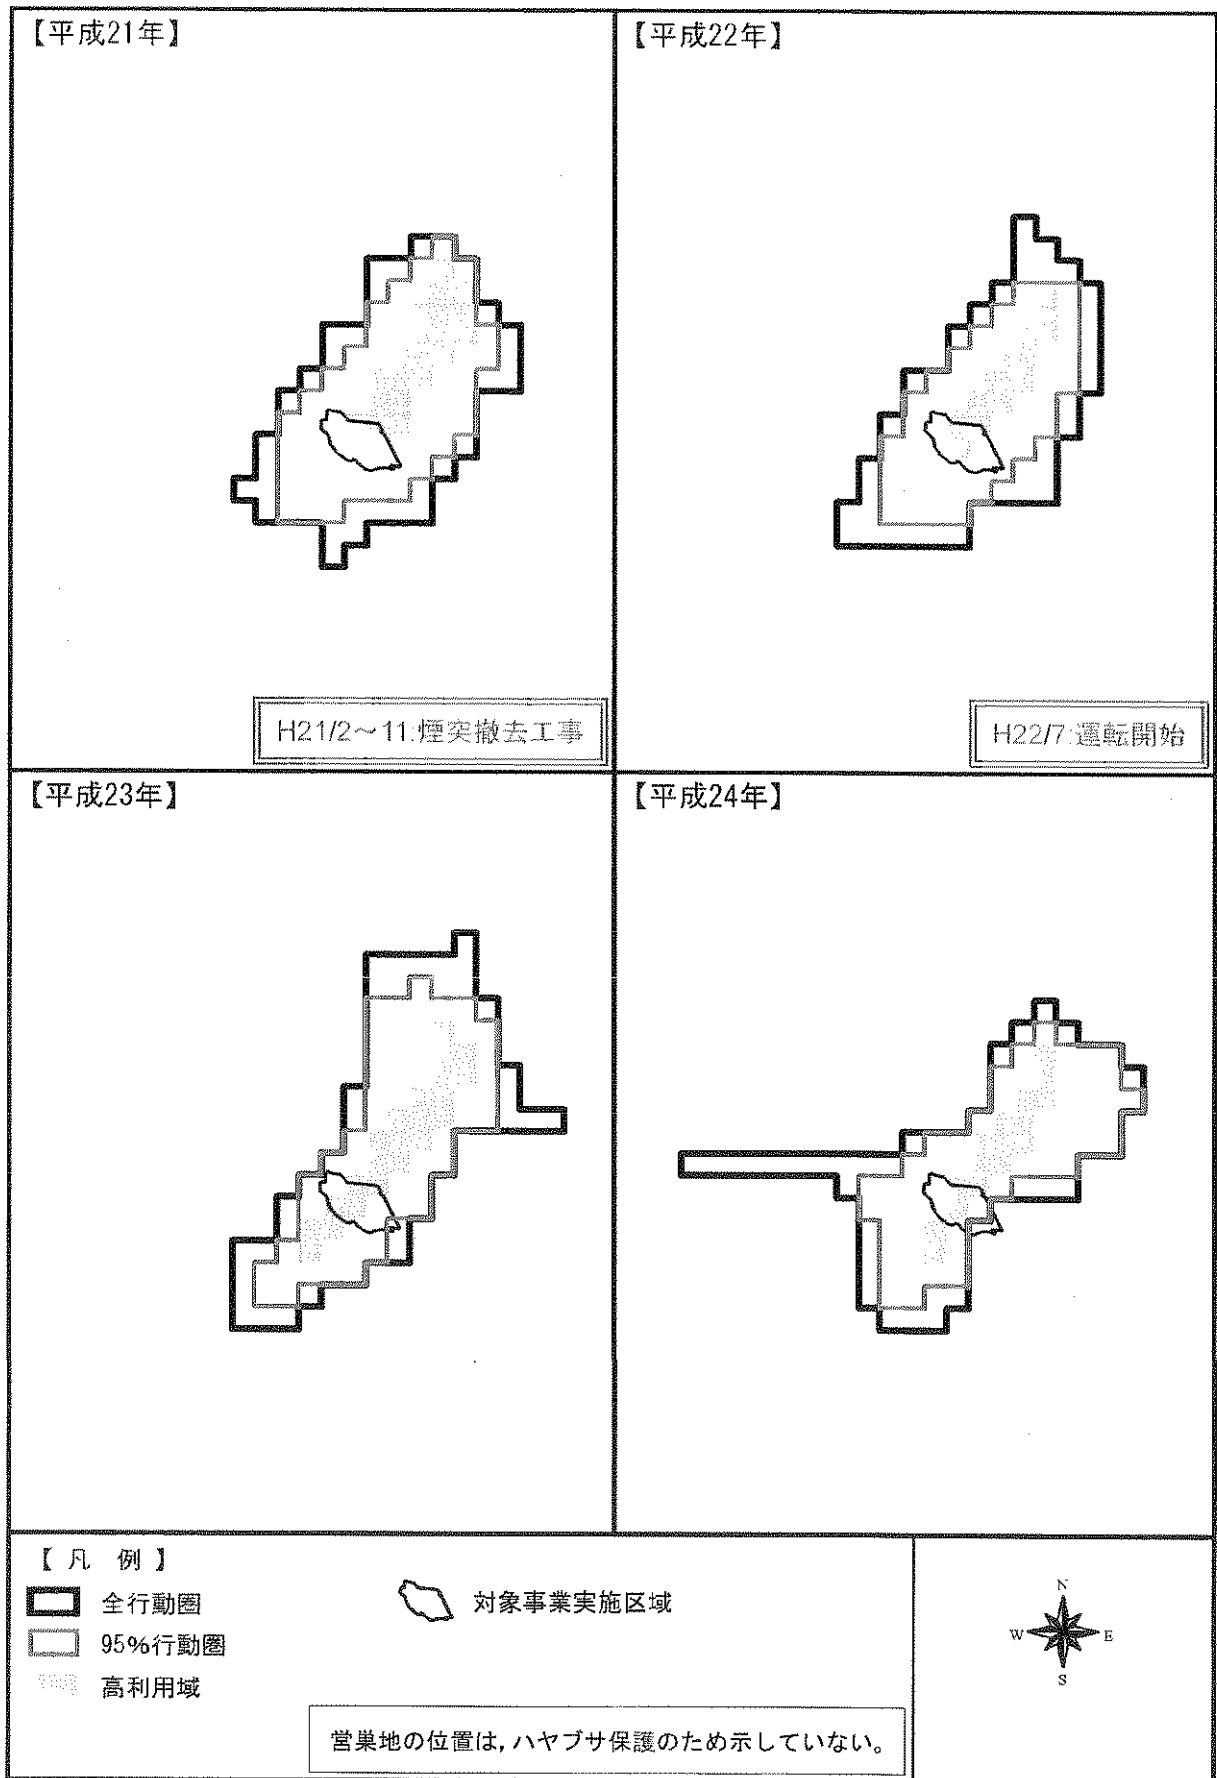 【平成21年】
【平成22年】
H21/2～11:煙突撤去工事
H22/7:運転開始
【平成23年】
【平成24年】
【凡 例】
全行動圏
95%行動圏
高利用域
対象事業実施区域
営巣地の位置は,ハヤブサ保護のため示していない。
N
W
E
S